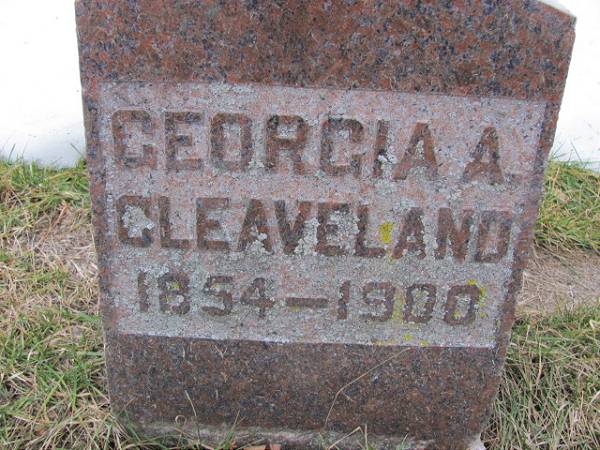 GEORGIA A.
CLEAVELAND
1854-1900